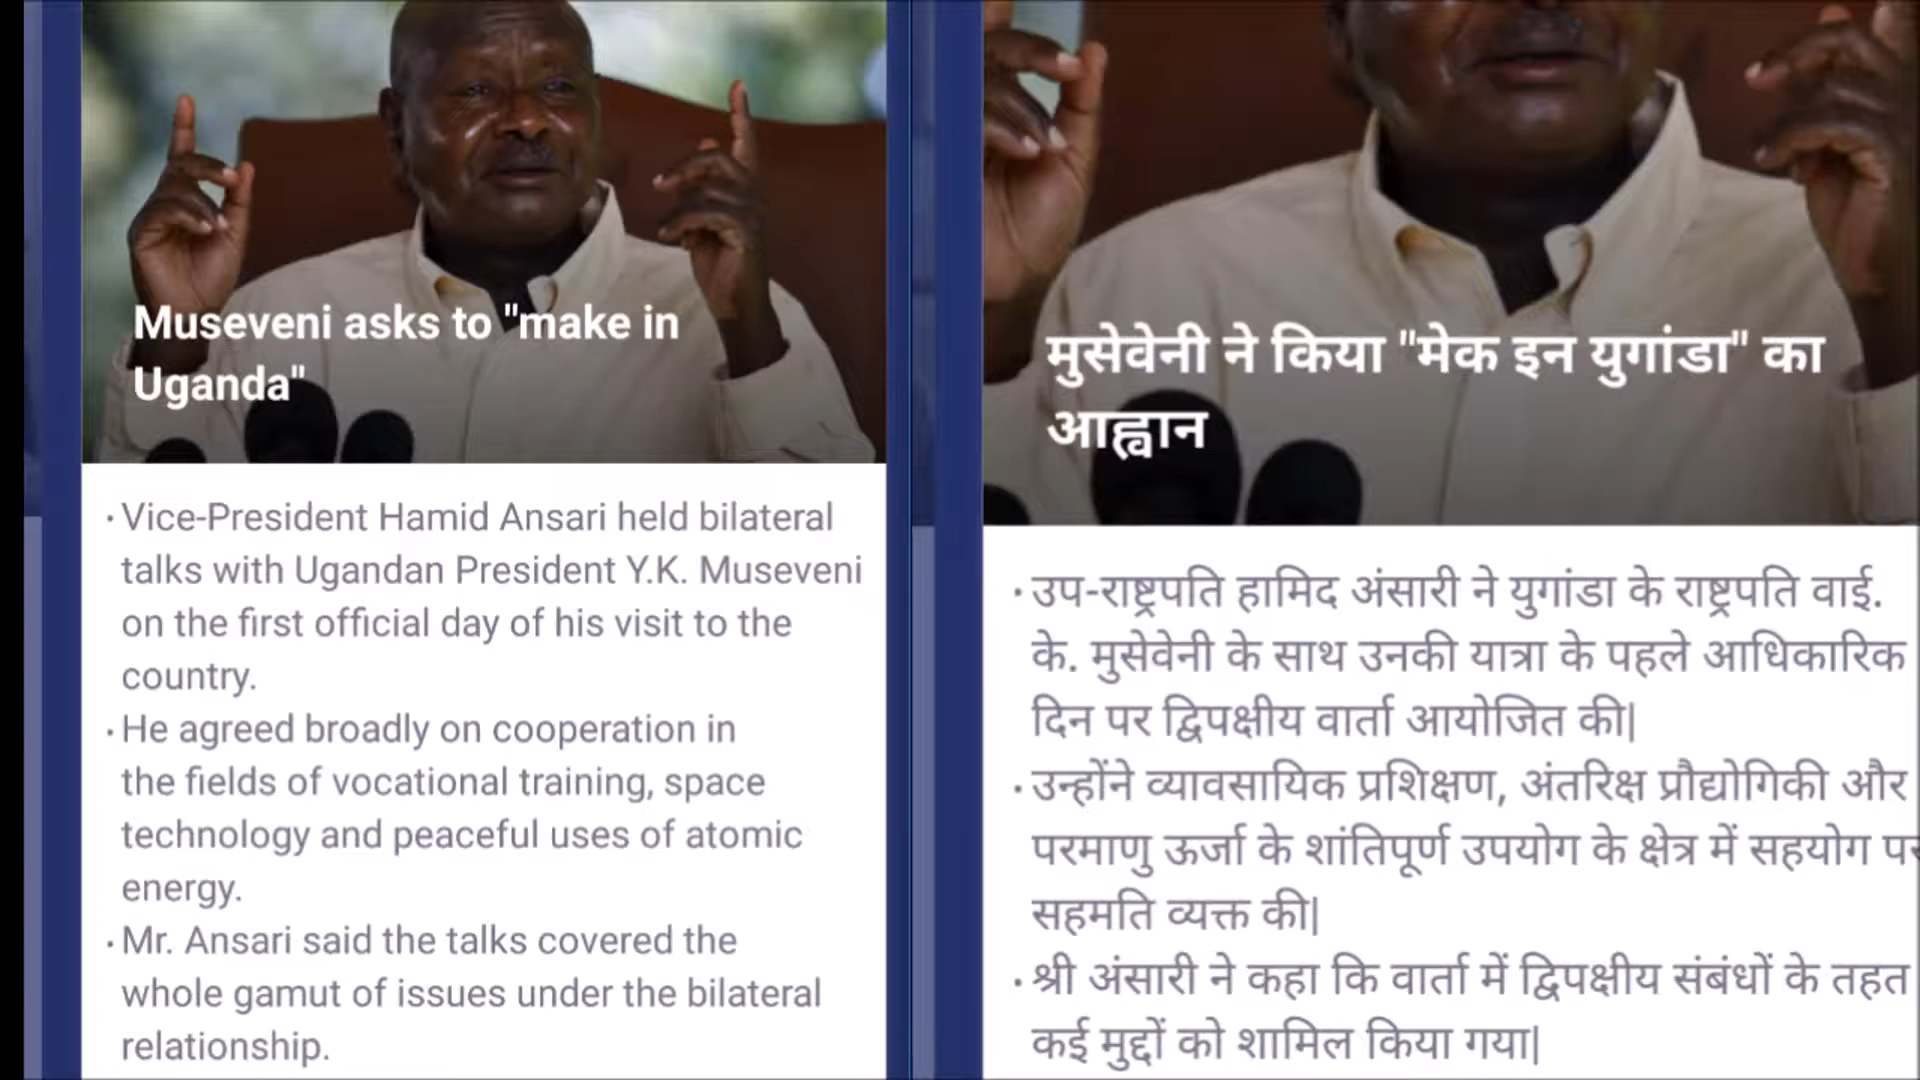 Museveni asks to "make in
Uganda"
· Vice-President Hamid Ansari held bilateral
talks with Ugandan President Y.K. Museveni
on the first official day of his visit to the
country.
· He agreed broadly on cooperation in
the fields of vocational training, space
technology and peaceful uses of atomic
energy.
· Mr. Ansari said the talks covered the
whole gamut of issues under the bilateral
relationship.
मुसेवेनी ने किया "मेक इन युगांडा" का
आह्वान
· उप-राष्ट्रपति हामिद अंसारी ने युगांडा के राष्ट्रपति वाई.
के. मुसेवेनी के साथ उनकी यात्रा के पहले आधिकारिक
दिन पर द्विपक्षीय वार्ता आयोजित की|
· उन्होंने व्यावसायिक प्रशिक्षण, अंतरिक्ष प्रौद्योगिकी और
परमाणु ऊर्जा के शांतिपूर्ण उपयोग के क्षेत्र में सहयोग पर
सहमति व्यक्त की|
· श्री अंसारी ने कहा कि वार्ता में द्विपक्षीय संबंधों के तहत
कई मुद्दों को शामिल किया गया|